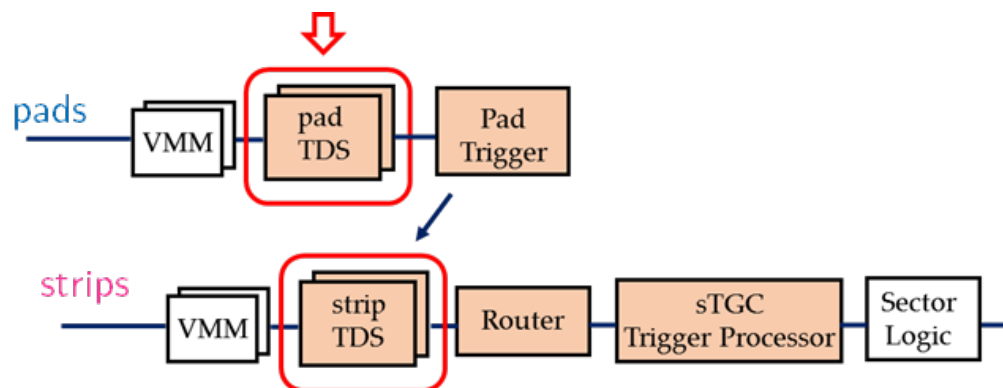 pads
VMM
pad
TDS
Pad
Trigger
strips
VMM
strip
TDS
Router
sTGC
Trigger Processor
Sector
Logic